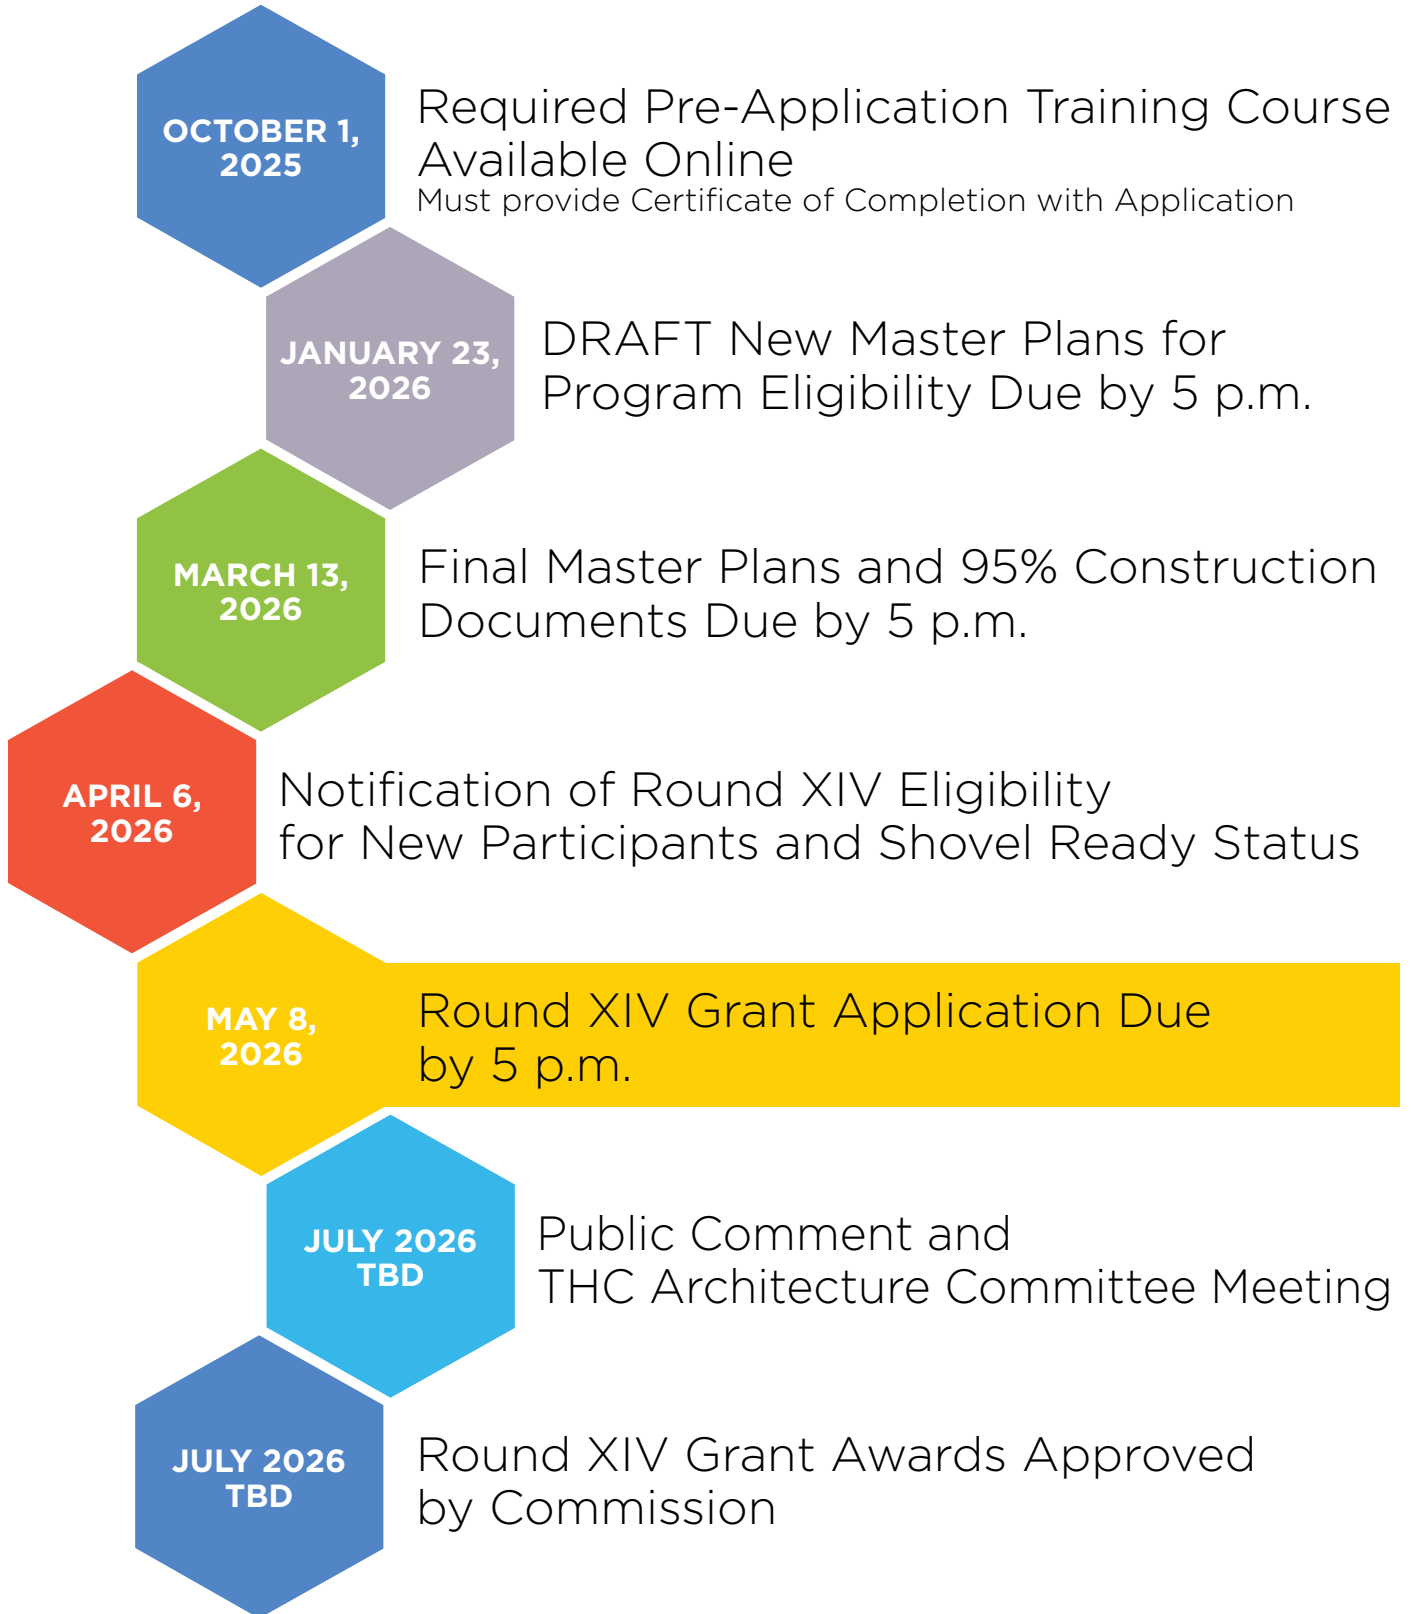 OCTOBER 1,
2025
Required Pre-Application Training Course
Available Online
Must provide Certificate of Completion with Application
JANUARY 23,
2026
DRAFT New Master Plans for
Program Eligibility Due by 5 p.m.
MARCH 13,
2026
Final Master Plans and 95% Construction
Documents Due by 5 p.m.
APRIL 6,
2026
Notification of Round XIV Eligibility
for New Participants and Shovel Ready Status
MAY 8,
2026
Round XIV Grant Application Due
by 5 p.m.
JULY 2026
TBD
Public Comment and
THC Architecture Committee Meeting
JULY 2026
TBD
Round XIV Grant Awards Approved
by Commission